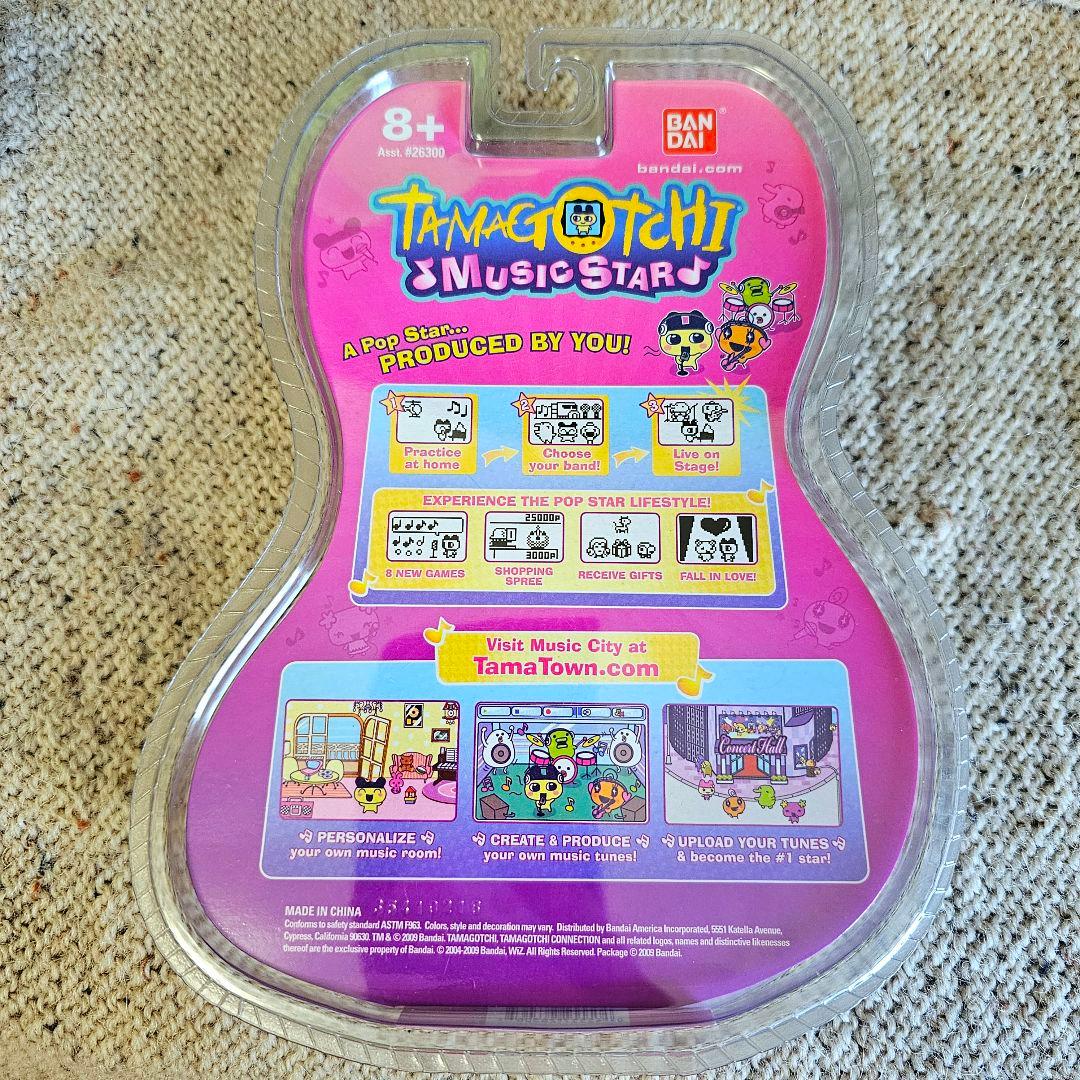 8+
Asst. #26300
BAN
DAI
bandai.com
TAMAGOTCHI
MUSIC STAR
A Pop Star...
PRODUCED BY YOU!
1
Practice
at home
2
Choose
your band!
3
Live on
Stage!
EXPERIENCE THE POP STAR LIFESTYLE!
8 NEW GAMES
25000P
3000P
SHOPPING
SPREE
RECEIVE GIFTS
FALL IN LOVE!
Visit Music City at
TamaTown.com
Concert Hall
PERSONALIZE
your own music room!
CREATE & PRODUCE
your own music tunes!
UPLOAD YOUR TUNES
& become the #1 star!
MADE IN CHINA
Conforms to safety standard ASTM F963. Colors, style and decoration may vary. Distributed by Bandai America Incorporated, 5551 Katella Avenue,
Cypress, California 90630. TM & © 2009 Bandai. TAMAGOTCHI, TAMAGOTCHI CONNECTION and all related logos, names and distinctive likenesses
thereof are the exclusive property of Bandai. © 2004-2009 Bandai, WiZ. All Rights Reserved. Package © 2009 Bandai.